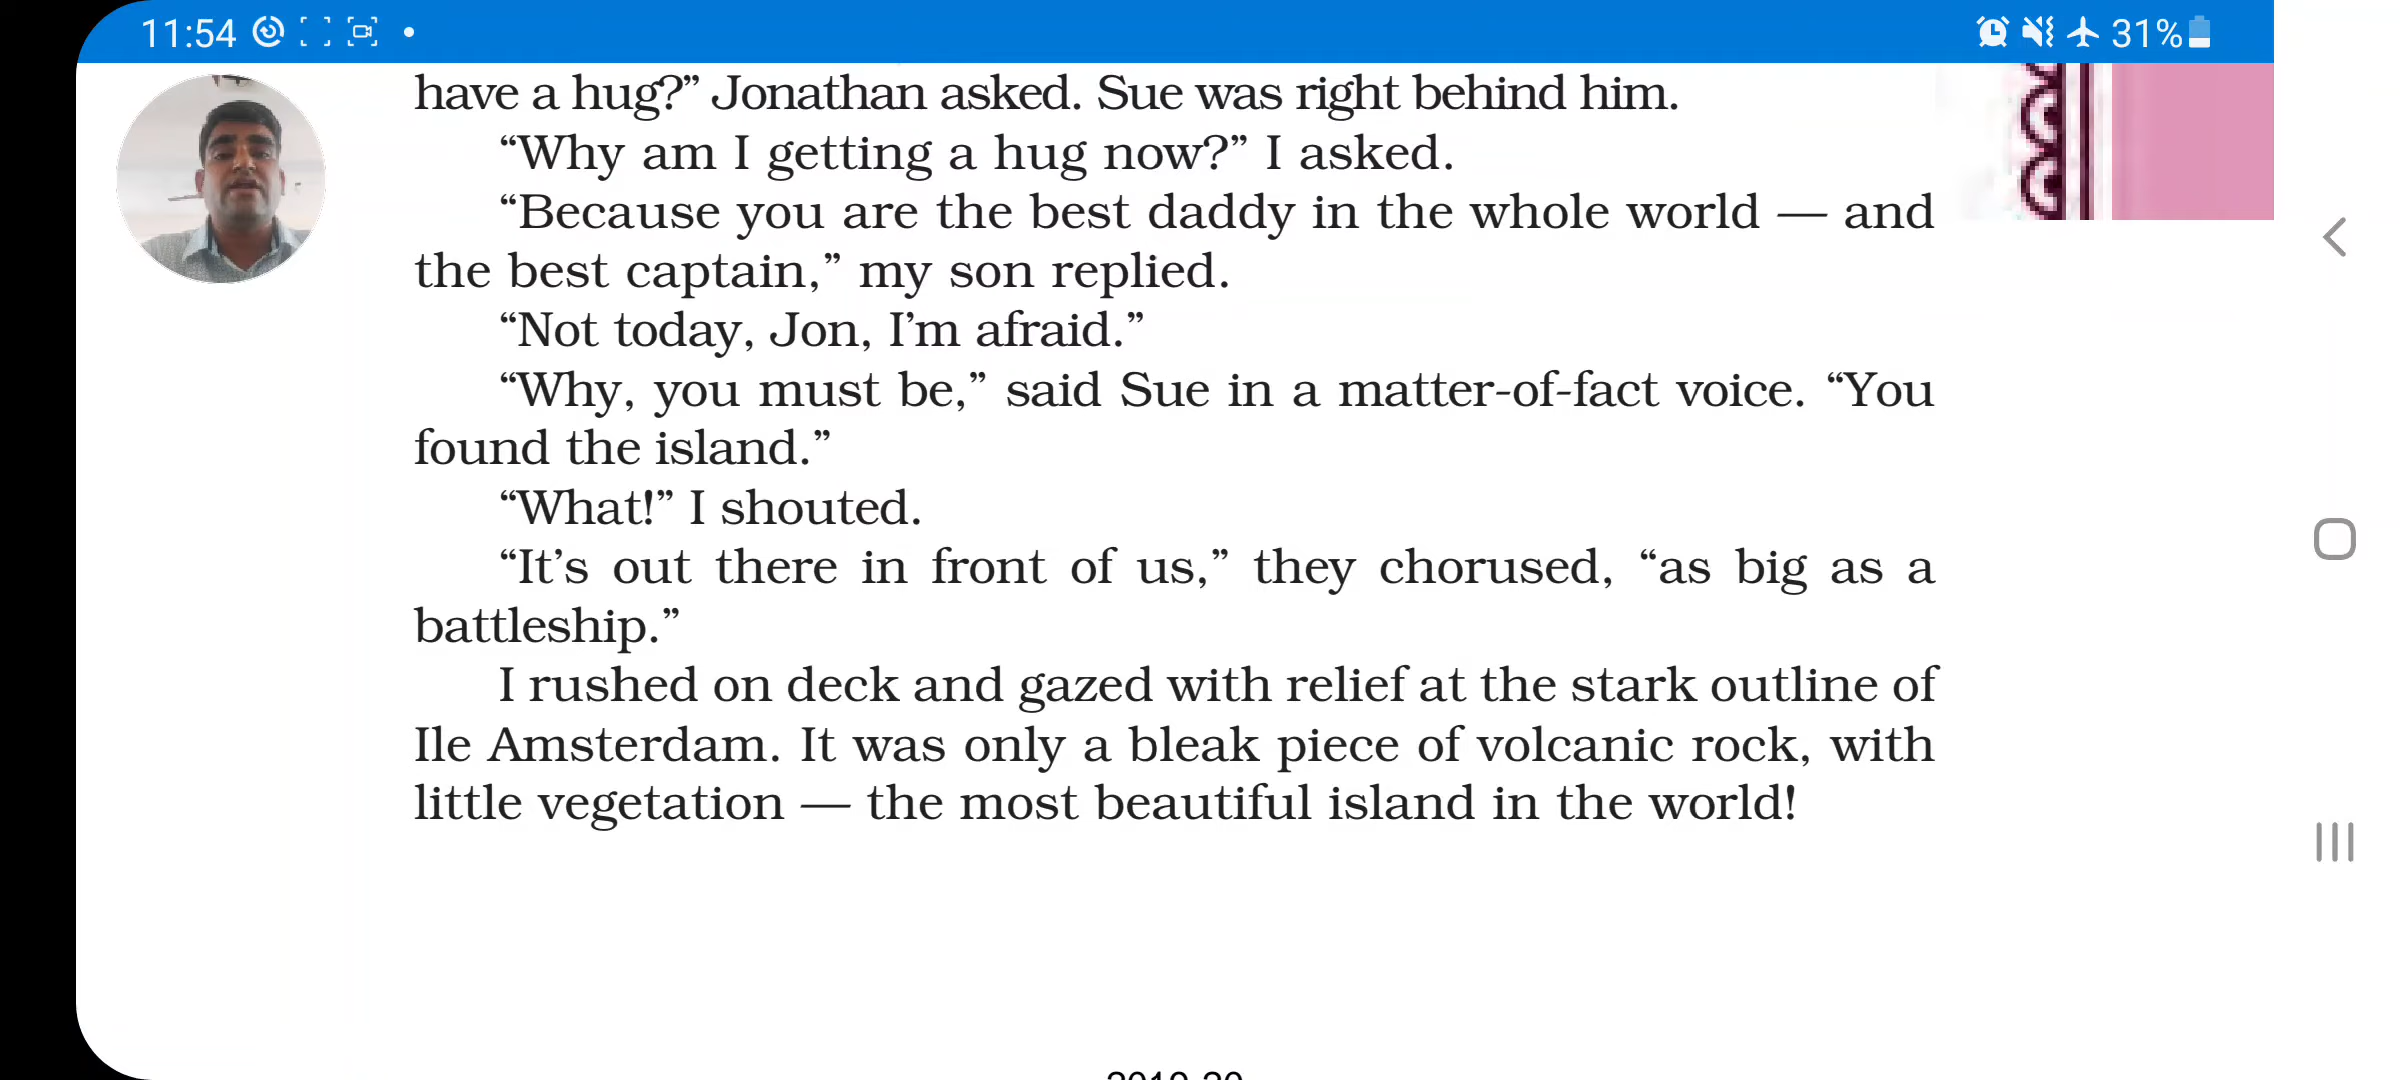 11:54
31%
have a hug?” Jonathan asked. Sue was right behind him.
“Why am I getting a hug now?” I asked.
“Because you are the best daddy in the whole world — and
the best captain,” my son replied.
“Not today, Jon, I’m afraid.”
“Why, you must be,” said Sue in a matter-of-fact voice. “You
found the island.”
“What!” I shouted.
“It’s out there in front of us,” they chorused, “as big as a
battleship.”
I rushed on deck and gazed with relief at the stark outline of
Ile Amsterdam. It was only a bleak piece of volcanic rock, with
little vegetation — the most beautiful island in the world!